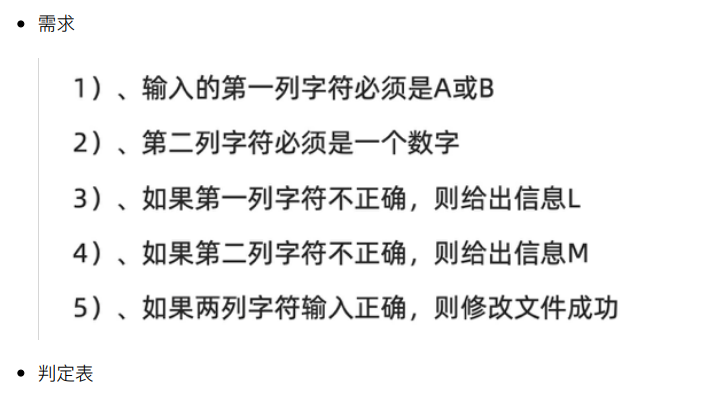 需求
1）、输入的第一列字符必须是A或B
2）、第二列字符必须是一个数字
3）、如果第一列字符不正确，则给出信息L
4）、如果第二列字符不正确，则给出信息M
5）、如果两列字符输入正确，则修改文件成功
判定表